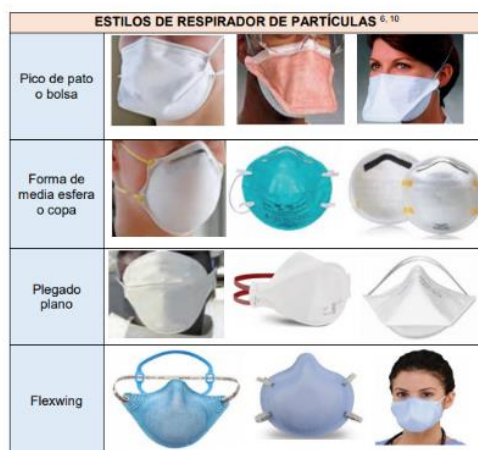 ESTILOS DE RESPIRADOR DE PARTÍCULAS 6, 10
Pico de pato
o bolsa
Forma de
media esfera
o copa
Plegado
plano
Flexwing